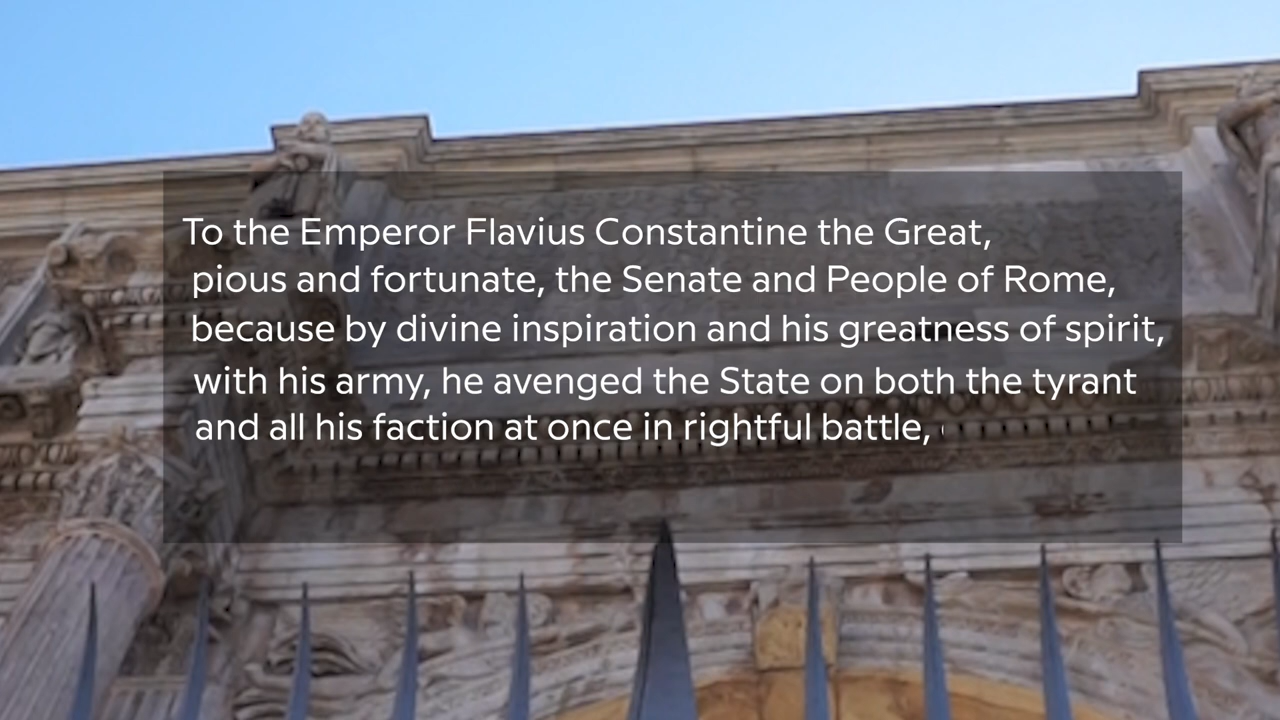 To the Emperor Flavius Constantine the Great,
pious and fortunate, the Senate and People of Rome,
because by divine inspiration and his greatness of spirit,
with his army, he avenged the State on both the tyrant
and all his faction at once in rightful battle,